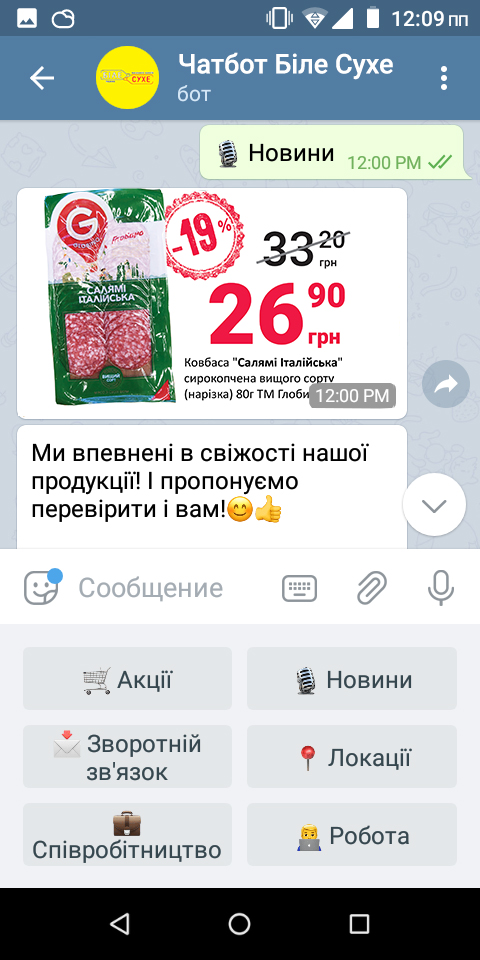 12:09 пп
Чатбот Біле Сухе
бот
СУХЕ
🎙 Новини
12:00 PM
G
САЛЯМІ
ІТАЛІЙСЬКА
-19%
33 20
грн
26 90
грн
Ковбаса "Салямі Італійська"
сирокопчена вищого сорту
(нарізка) 80г ТМ Глоби
12:00 PM
Ми впевнені в свіжості нашої
продукції! І пропонуємо
перевірити і вам!😊👍
Сообщение
🛒 Акції
🎙 Новини
📩 Зворотній
зв'язок
📍 Локації
💼
Співробітництво
👩‍💻 Робота